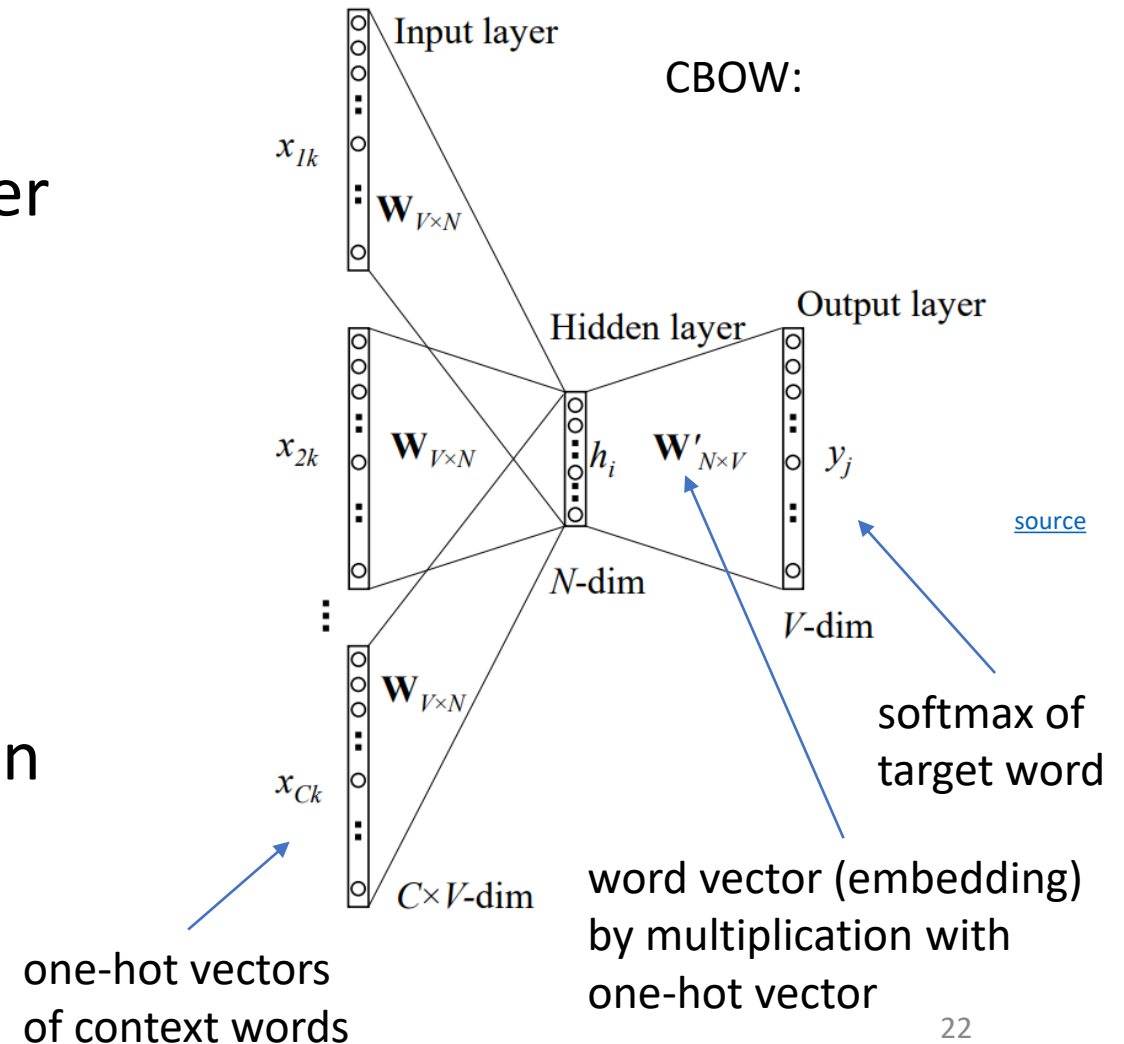 Input layer
CBOW:
x1k
er
WV×N
Output layer
Hidden layer
x2k
WV×N
hi
W′N×V
yj
source
N-dim
V-dim
WV×N
softmax of
target word
n
xCk
word vector (embedding)
by multiplication with
one-hot vector
C×V-dim
one-hot vectors
of context words
22